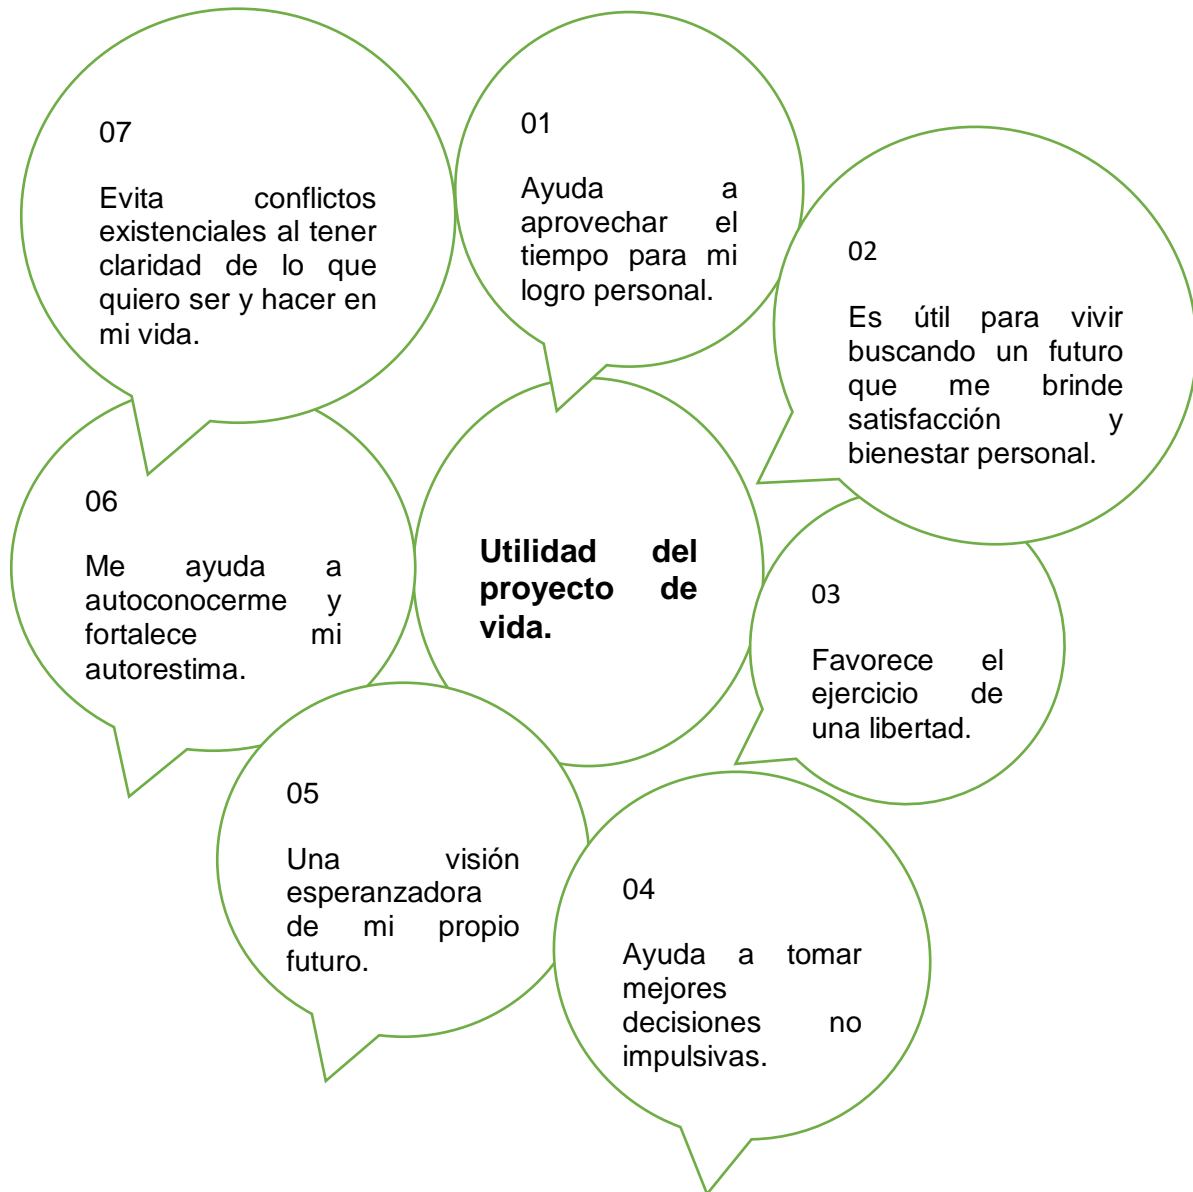 Utilidad del
proyecto de
vida.
01
Ayuda a
aprovechar el
tiempo para mi
logro personal.
02
Es útil para vivir
buscando un futuro
que me brinde
satisfacción y
bienestar personal.
03
Favorece el
ejercicio de
una libertad.
04
Ayuda a tomar
mejores
decisiones no
impulsivas.
05
Una visión
esperanzadora
de mi propio
futuro.
06
Me ayuda a
autoconocerme y
fortalece mi
autorestima.
07
Evita conflictos
existenciales al tener
claridad de lo que
quiero ser y hacer en
mi vida.